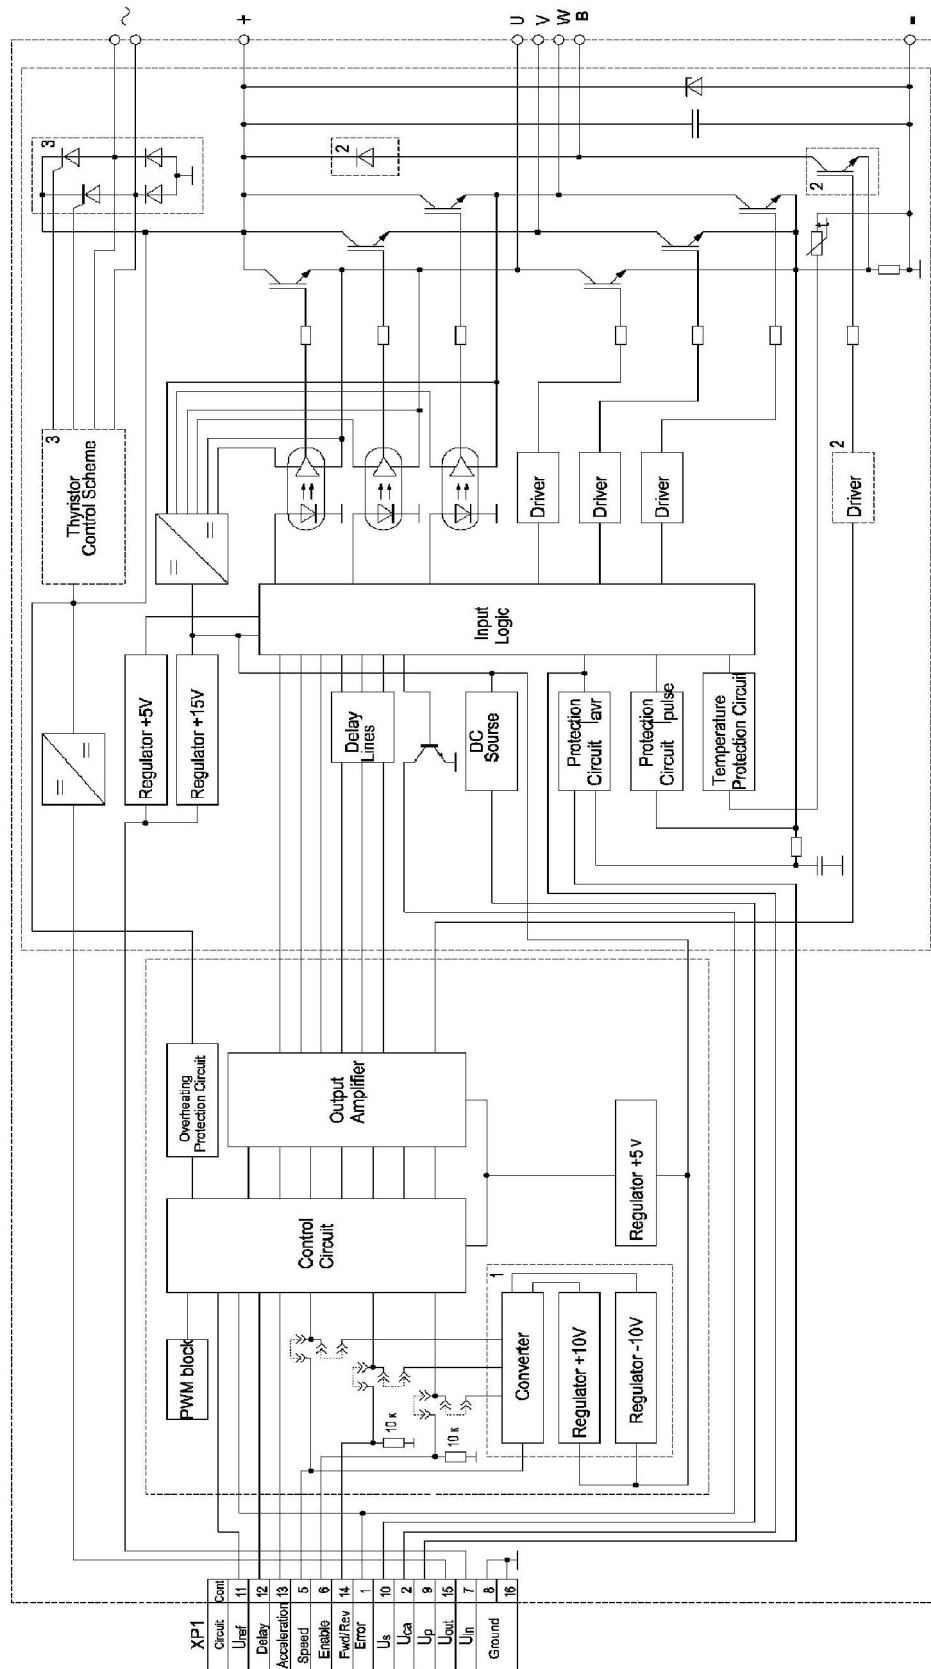 XP1
Circuit Cont
Uref 11
Delay 12
Acceleration 13
Speed 5
Enable 6
Fwd/Rev 14
Error 1
Us 10
Uca 2
Up 9
Uout 15
Uin 7
Ground 8
16
PWM block
10 к
10 к
1
Converter
Regulator +10V
Regulator -10V
Control
Circuit
Overheating
Protection Circuit
Output
Amplifier
Regulator +5V
Regulator +5V
Regulator +15V
Delay
Lines
DC
Sourse
Protection
Circuit Iavr
Protection
Circuit Ipulse
Temperature
Protection Circuit
Input
Logic
3
Thyristor
Control Scheme
Driver
Driver
Driver
2
Driver
3
2
2
~
+
U
V
W
B
-